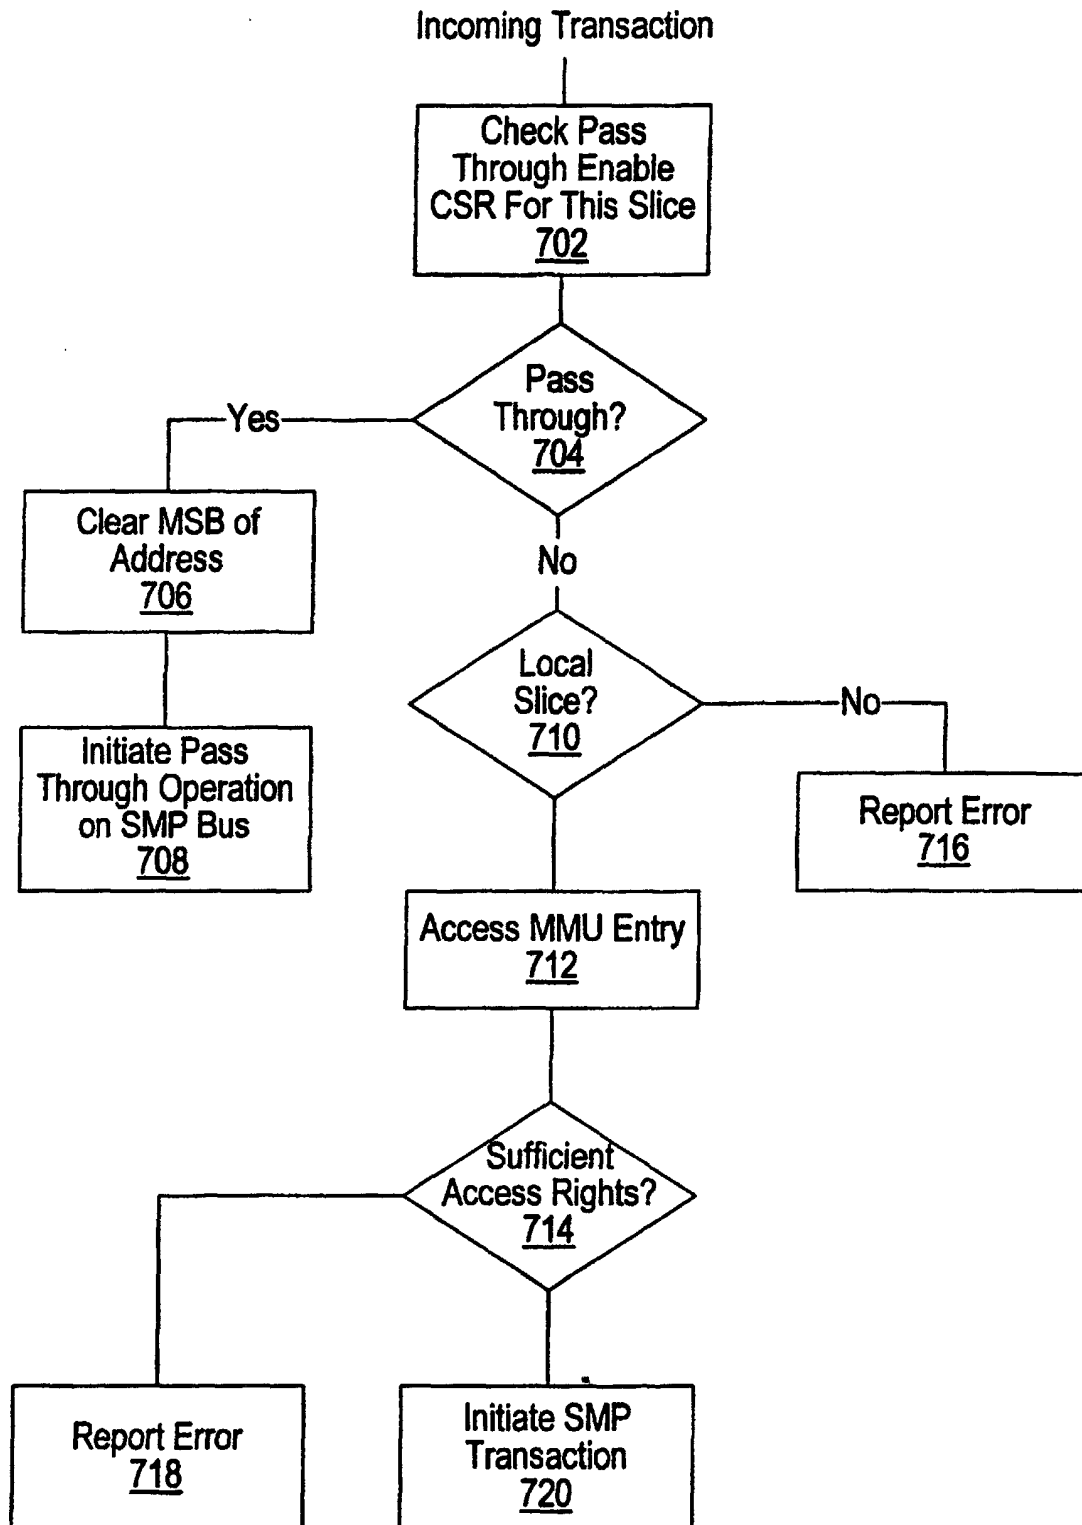 Incoming Transaction
Check Pass
Through Enable
CSR For This Slice
702
Pass
Through?
704
Yes
No
Clear MSB of
Address
706
Initiate Pass
Through Operation
on SMP Bus
708
Local
Slice?
710
No
Report Error
716
Access MMU Entry
712
Sufficient
Access Rights?
714
Report Error
718
Initiate SMP
Transaction
720